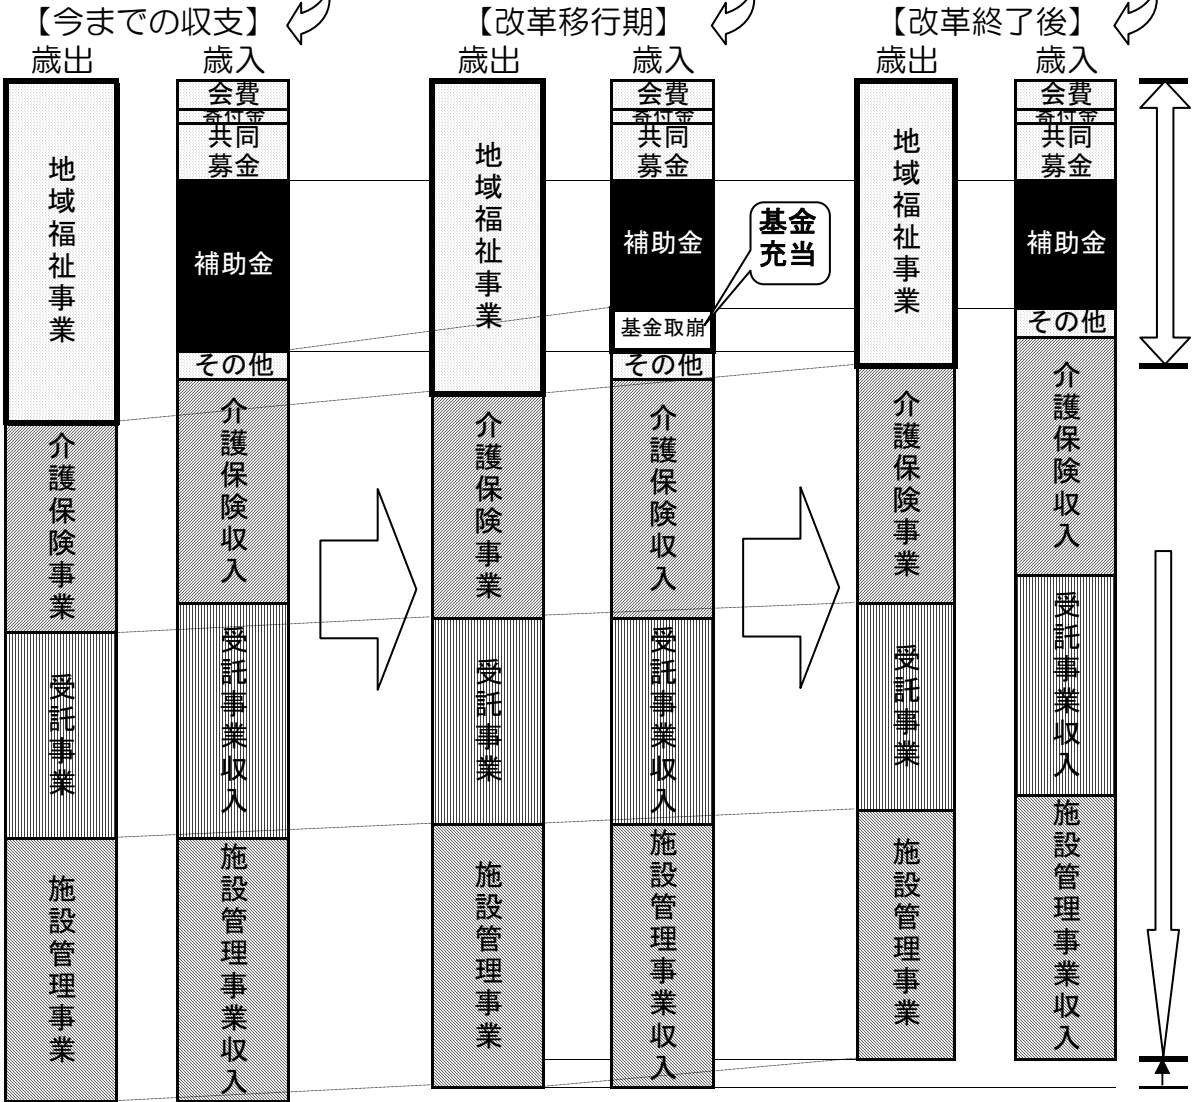 【今までの収支】
歳出
歳入
地域福祉事業
介護保険事業
受託事業
施設管理事業
会費
寄付金
共同
募金
補助金
その他
介護保険収入
受託事業収入
施設管理事業収入
【改革移行期】
歳出
歳入
地域福祉事業
介護保険事業
受託事業
施設管理事業
会費
寄付金
共同
募金
補助金
基金取崩
その他
介護保険収入
受託事業収入
施設管理事業収入
基金
充当
【改革終了後】
歳出
歳入
地域福祉事業
介護保険事業
受託事業
施設管理事業
会費
寄付金
共同
募金
補助金
その他
介護保険収入
受託事業収入
施設管理事業収入